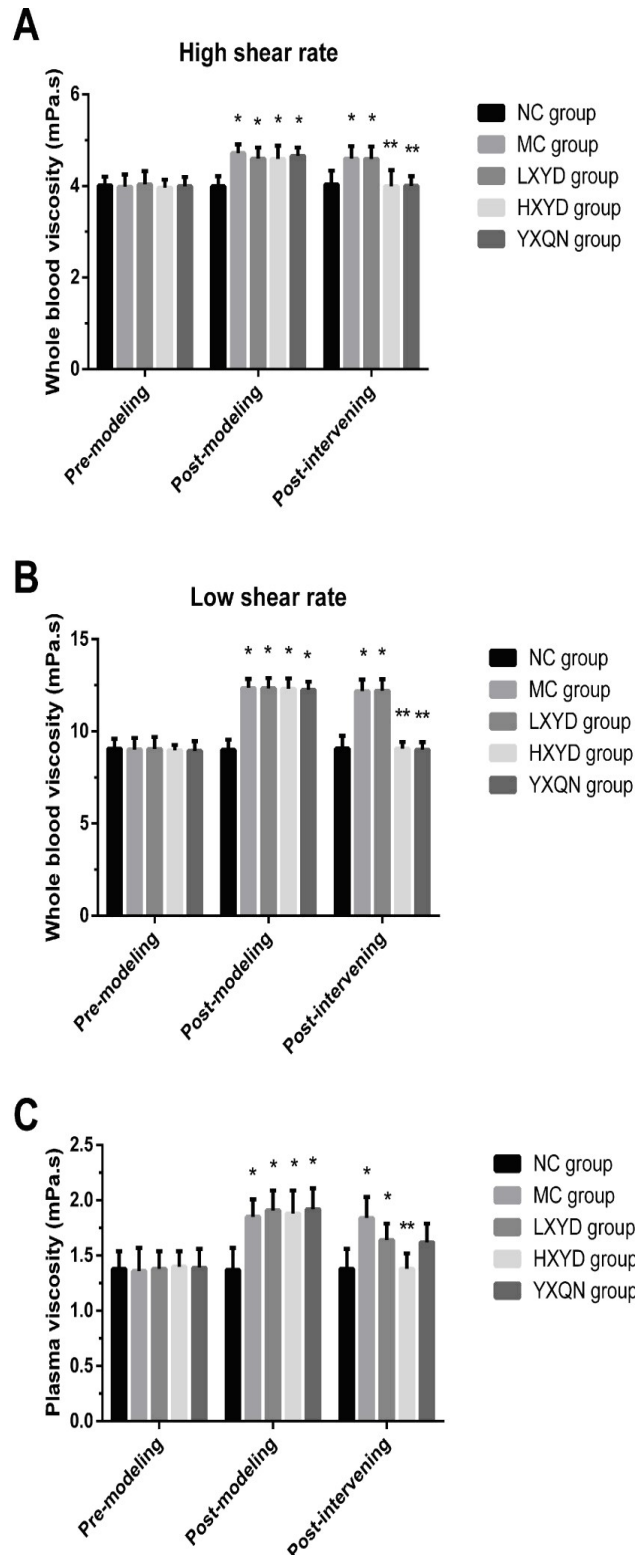 A
High shear rate
Whole blood viscosity (mPa.s)
6
4
2
0
* * * *
* * ** **
Pre-modeling
Post-modeling
Post-intervening
NC group
MC group
LXYD group
HXYD group
YXQN group
B
Low shear rate
Whole blood viscosity (mPa.s)
15
10
5
0
* * * *
* * ** **
Pre-modeling
Post-modeling
Post-intervening
NC group
MC group
LXYD group
HXYD group
YXQN group
C
Plasma viscosity (mPa.s)
2.5
2.0
1.5
1.0
0.5
0.0
* * * *
* * **
Pre-modeling
Post-modeling
Post-intervening
NC group
MC group
LXYD group
HXYD group
YXQN group